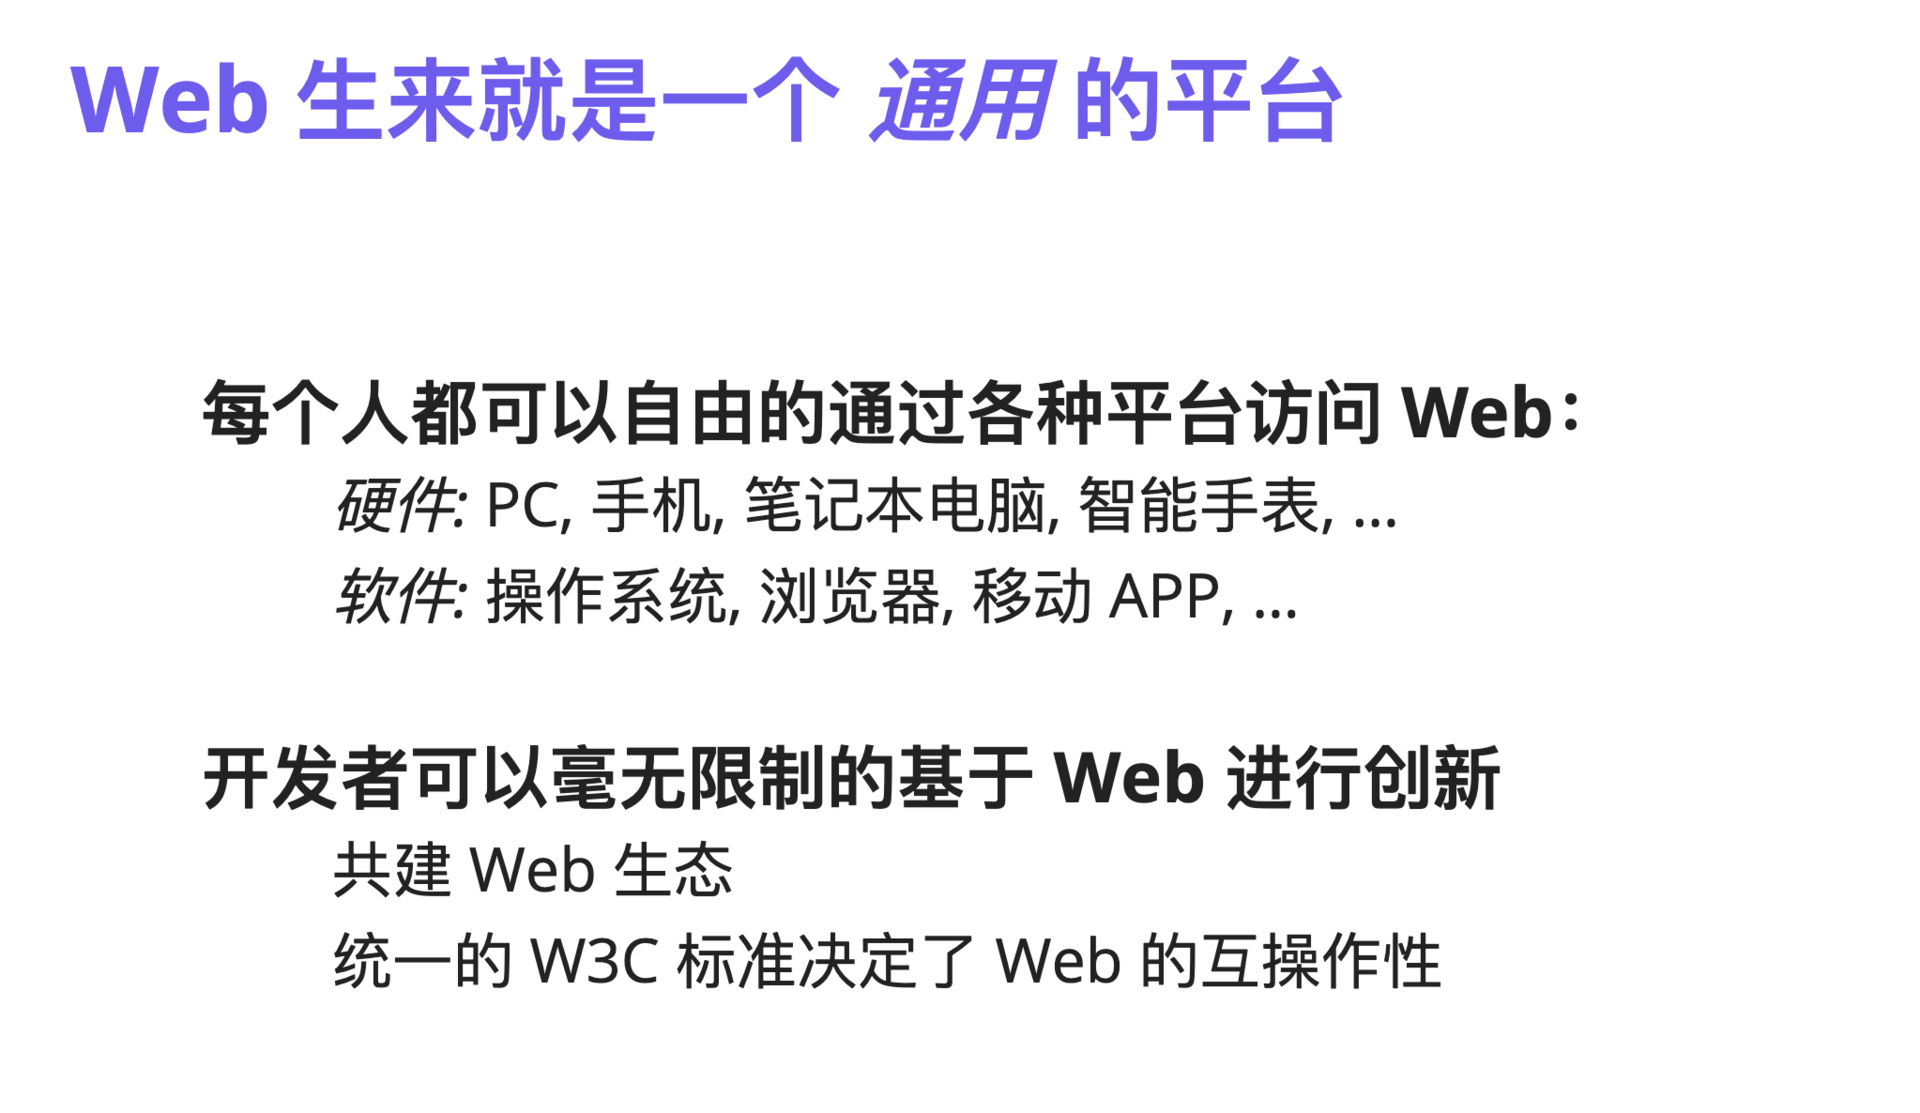 Web 生来就是一个 通用 的平台
每个人都可以自由的通过各种平台访问 Web：
硬件: PC, 手机, 笔记本电脑, 智能手表, ...
软件: 操作系统, 浏览器, 移动 APP, ...
开发者可以毫无限制的基于 Web 进行创新
共建 Web 生态
统一的 W3C 标准决定了 Web 的互操作性